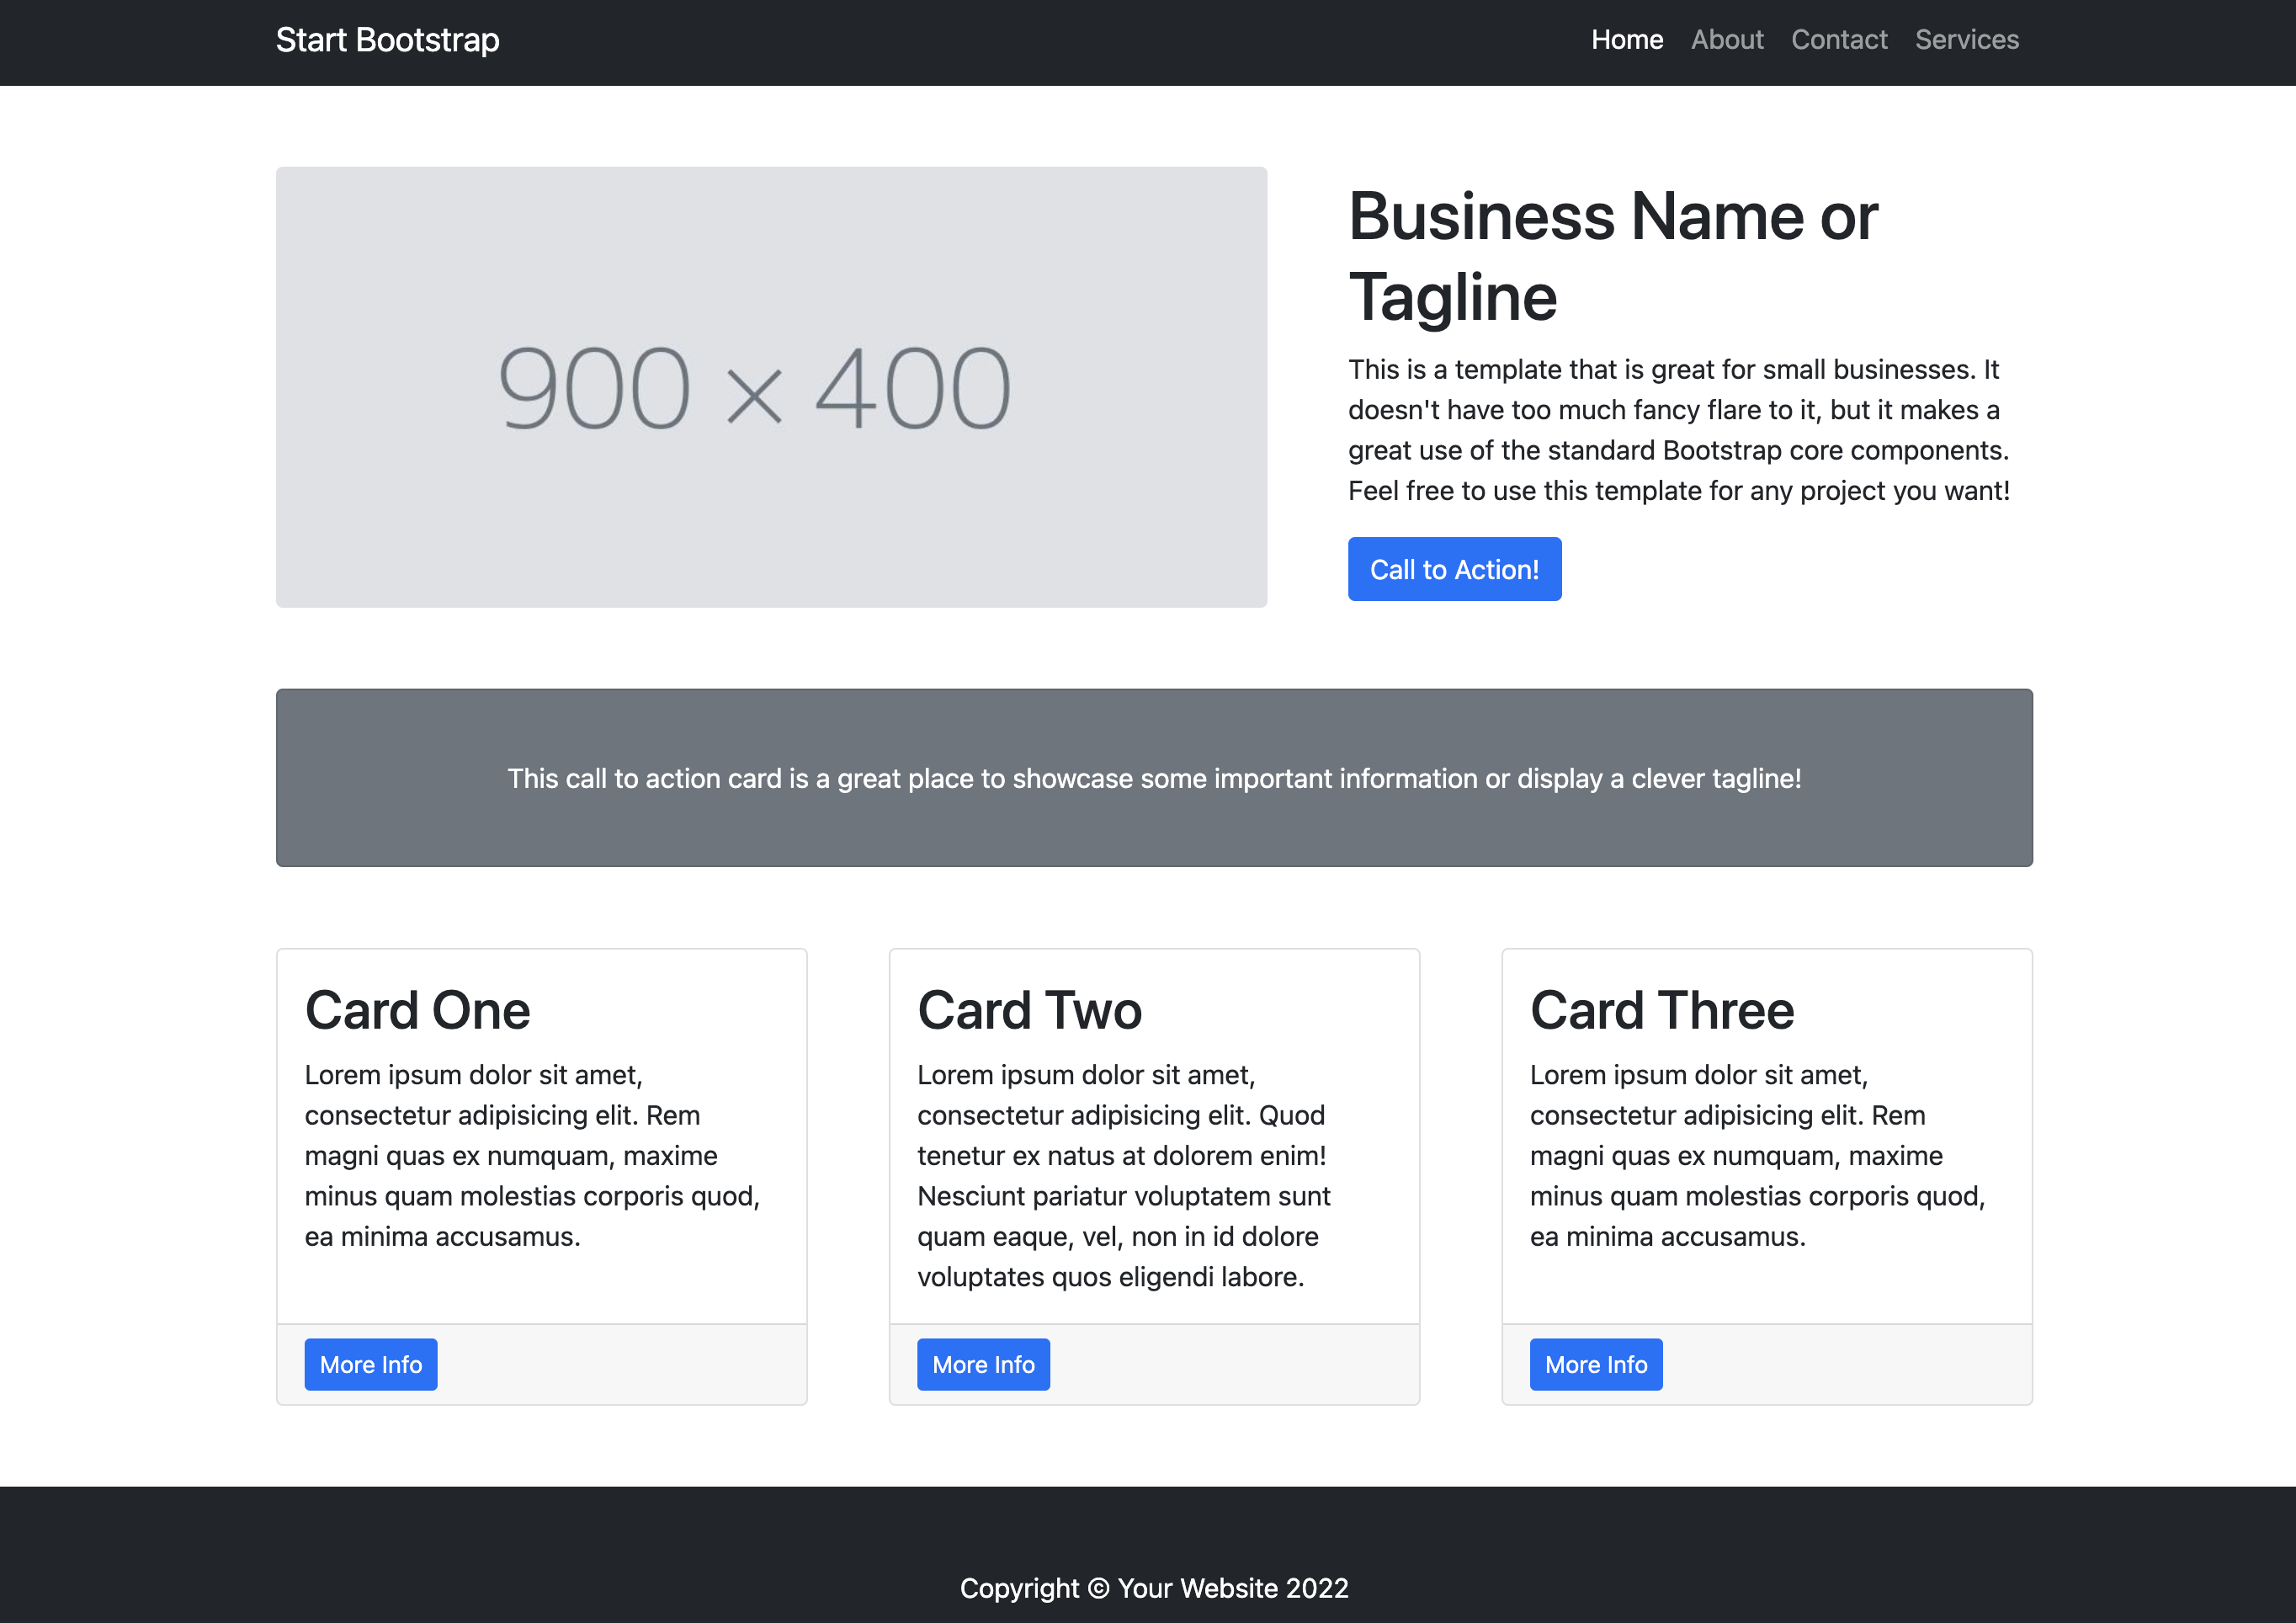 Start Bootstrap
Home About Contact Services
900 × 400
Business Name or
Tagline
This is a template that is great for small businesses. It
doesn't have too much fancy flare to it, but it makes a
great use of the standard Bootstrap core components.
Feel free to use this template for any project you want!
Call to Action!
This call to action card is a great place to showcase some important information or display a clever tagline!
Card One
Lorem ipsum dolor sit amet,
consectetur adipisicing elit. Rem
magni quas ex numquam, maxime
minus quam molestias corporis quod,
ea minima accusamus.
More Info
Card Two
Lorem ipsum dolor sit amet,
consectetur adipisicing elit. Quod
tenetur ex natus at dolorem enim!
Nesciunt pariatur voluptatem sunt
quam eaque, vel, non in id dolore
voluptates quos eligendi labore.
More Info
Card Three
Lorem ipsum dolor sit amet,
consectetur adipisicing elit. Rem
magni quas ex numquam, maxime
minus quam molestias corporis quod,
ea minima accusamus.
More Info
Copyright © Your Website 2022